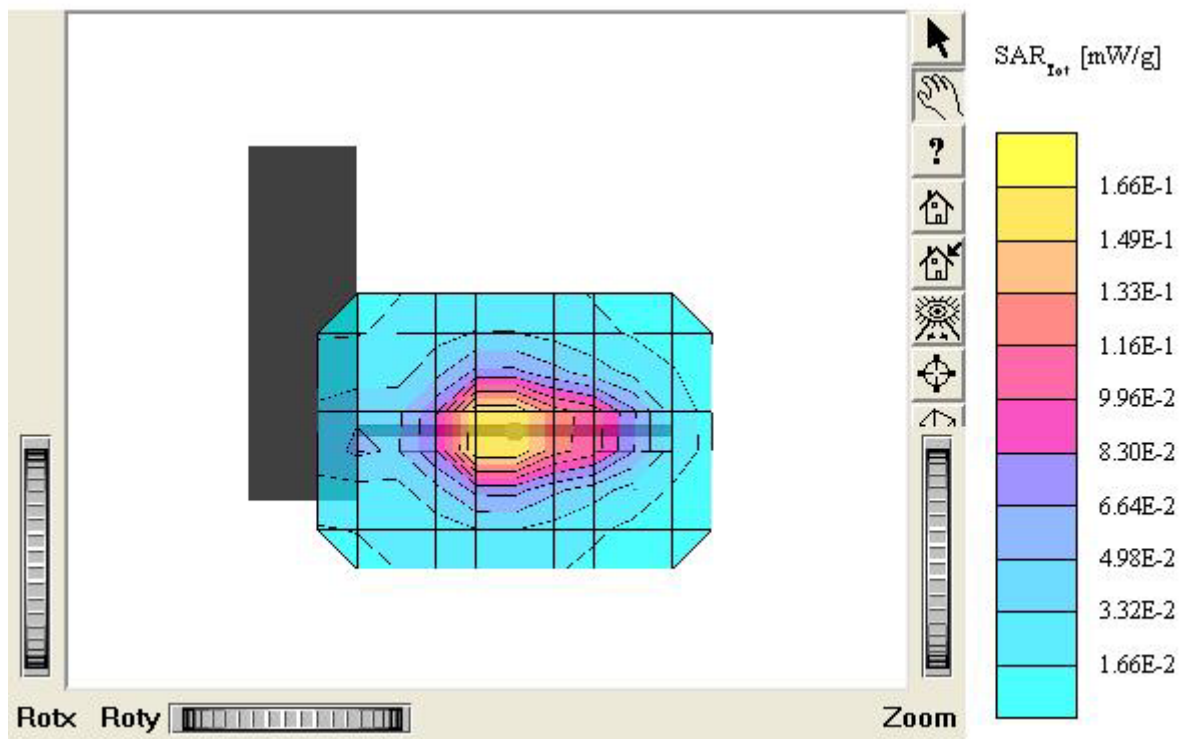 SAR_Tot [mW/g]
?
1.66E-1
1.49E-1
1.33E-1
1.16E-1
9.96E-2
8.30E-2
6.64E-2
4.98E-2
3.32E-2
1.66E-2
Rotx Roty Zoom